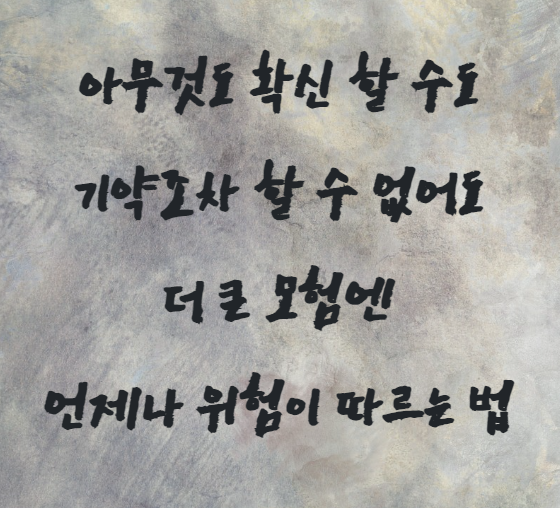 아무것도 확신 할 수도
기약조차 할 수 없어도
더 큰 모험엔
언제나 위험이 따르는 법